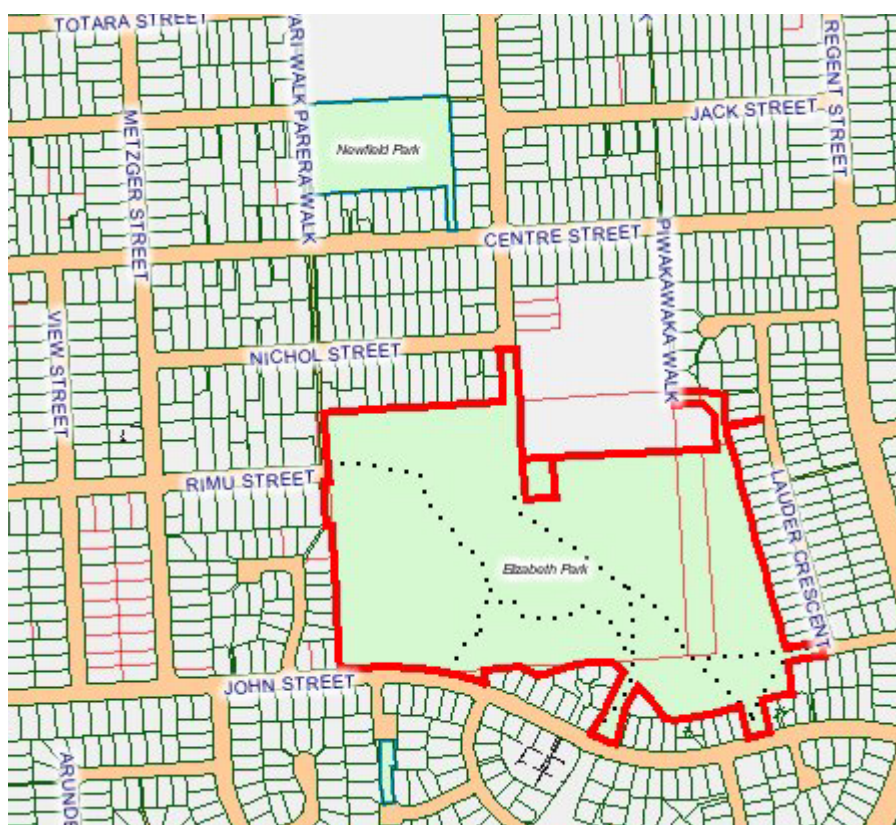 TOTARA STREET
ARI WALK PARERA WALK
REGENT STREET
METZGER STREET
JACK STREET
Newfield Park
PIWAKAWAKA WALK
CENTRE STREET
VIEW STREET
NICHOL STREET
RIMU STREET
LAUDER CRESCENT
Elizabeth Park
JOHN STREET
ARUNDE